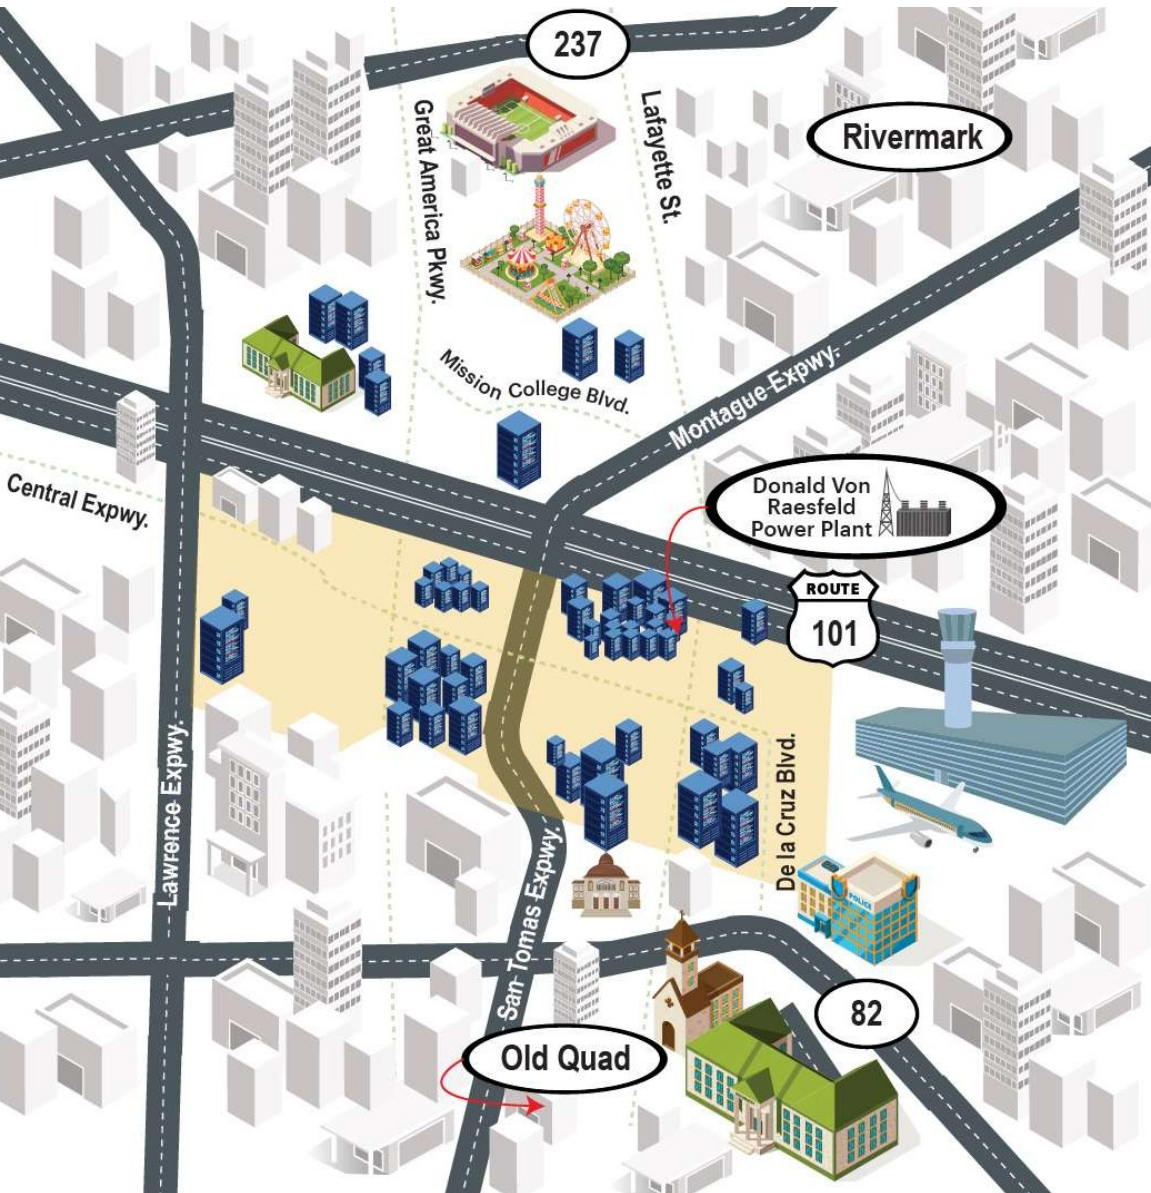 237
Great America Pkwy.
Lafayette St.
Rivermark
Mission College Blvd.
Montague Expwy.
Central Expwy.
Donald Von
Raesfeld
Power Plant
ROUTE
101
Lawrence Expwy.
De la Cruz Blvd.
San Tomas Expwy.
POLICE
82
Old Quad